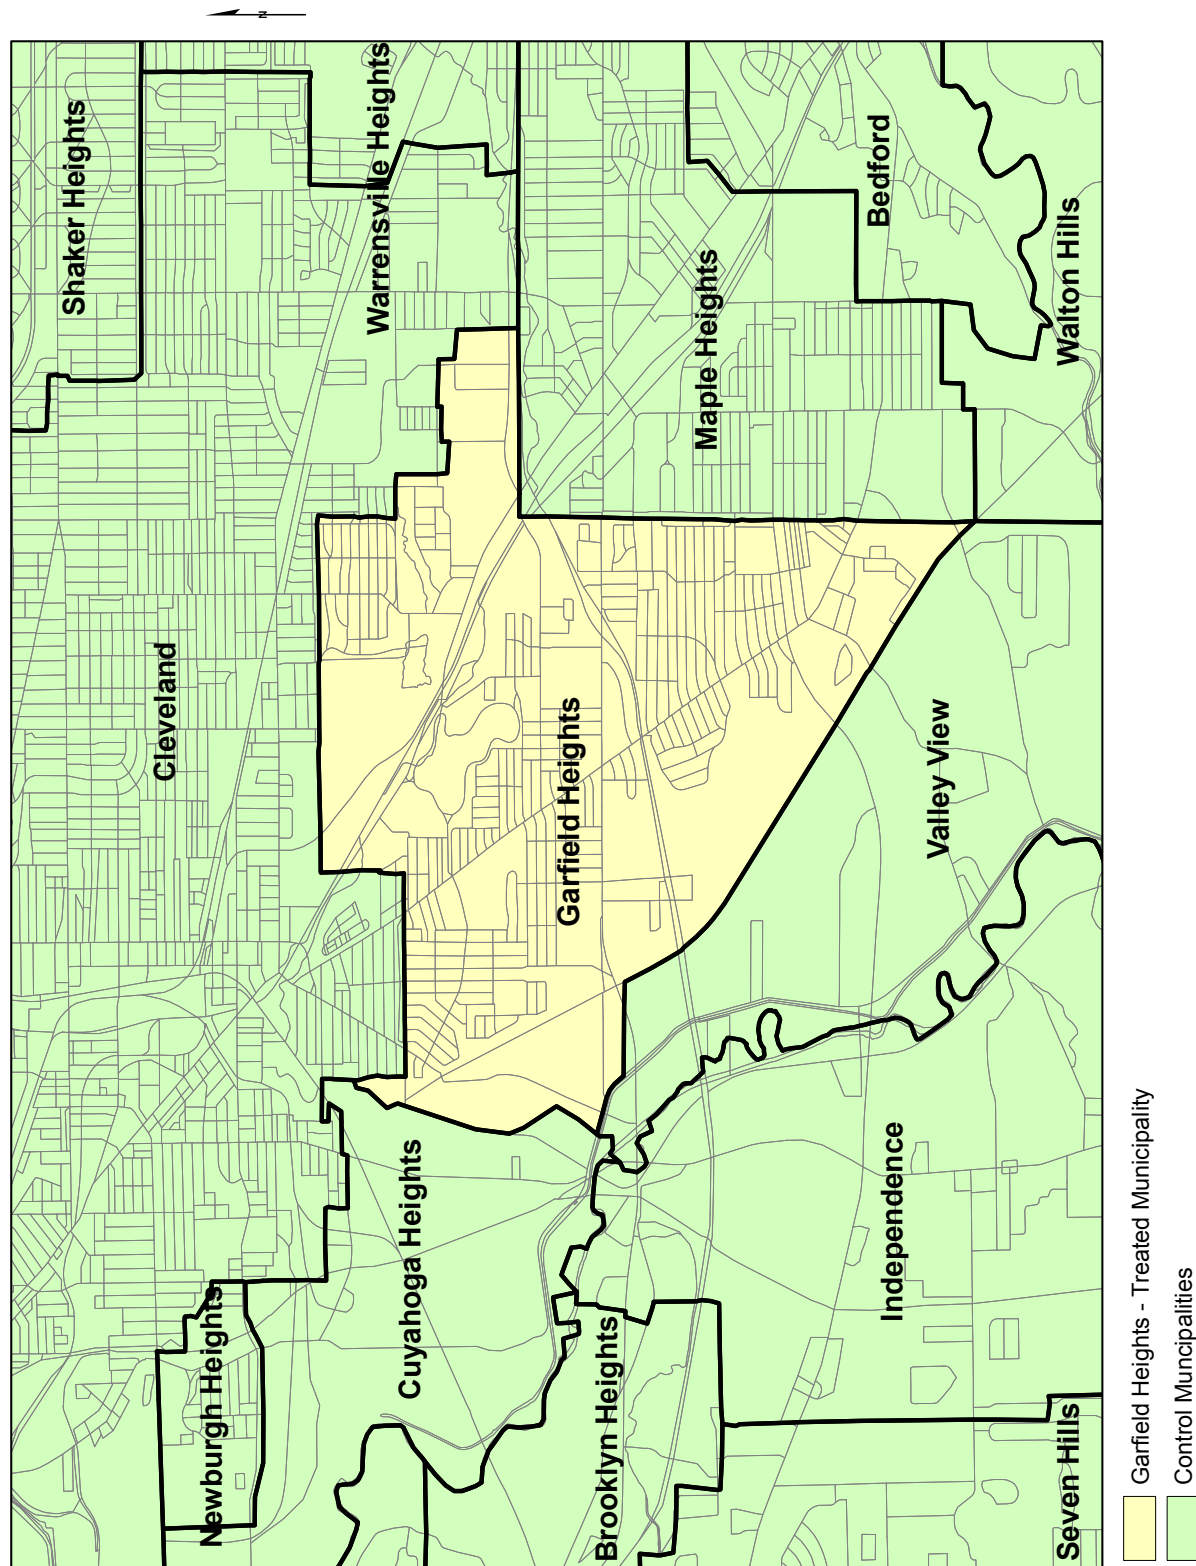 N
Shaker Heights
Cleveland
Newburgh Heights
Warrensville Heights
Cuyahoga Heights
Garfield Heights
Maple Heights
Brooklyn Heights
Bedford
Valley View
Independence
Walton Hills
Seven Hills
Garfield Heights - Treated Municipality
Control Muncipalities